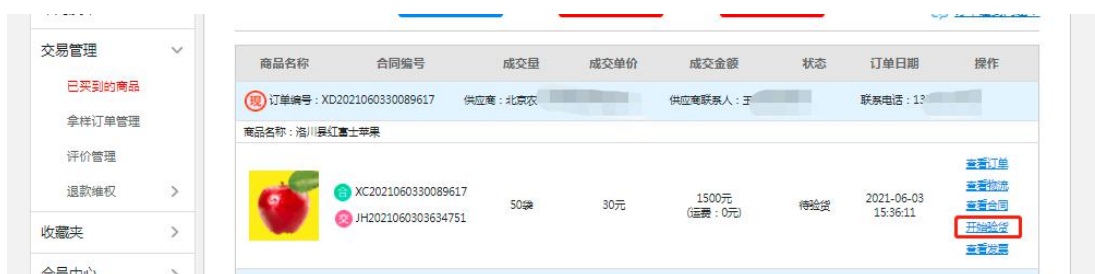 交易管理
已买到的商品
拿样订单管理
评价管理
退款维权
收藏夹
会员中心
商品名称 合同编号 成交量 成交单价 成交金额 状态 订单日期 操作
现 订单编号：XD2021060330089617 供应商：北京农 供应商联系人：王 联系电话：13
商品名称：洛川县红富士苹果
合 XC2021060330089617
交 JH2021060303634751
50袋
30元
1500元
(运费：0元)
待验货
2021-06-03
15:36:11
查看订单
查看物流
查看合同
开始验货
查看发票